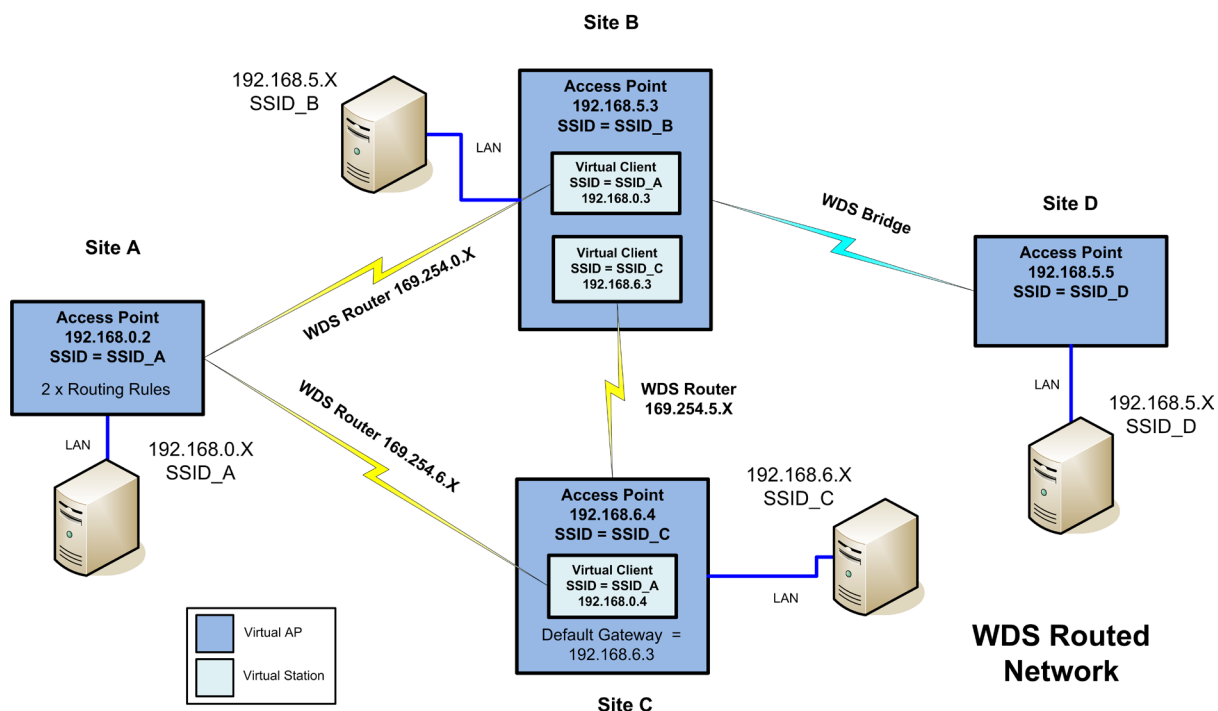 Site B
192.168.5.X
SSID_B
LAN
Access Point
192.168.5.3
SSID = SSID_B
Virtual Client
SSID = SSID_A
192.168.0.3
Virtual Client
SSID = SSID_C
192.168.6.3
WDS Bridge
Site D
Access Point
192.168.5.5
SSID = SSID_D
LAN
192.168.5.X
SSID_D
Site A
Access Point
192.168.0.2
SSID = SSID_A
2 x Routing Rules
LAN
192.168.0.X
SSID_A
WDS Router 169.254.0.X
WDS Router 169.254.6.X
WDS Router
169.254.5.X
Access Point
192.168.6.4
SSID = SSID_C
Virtual Client
SSID = SSID_A
192.168.0.4
Default Gateway =
192.168.6.3
Site C
192.168.6.X
SSID_C
LAN
Virtual AP
Virtual Station
WDS Routed
Network